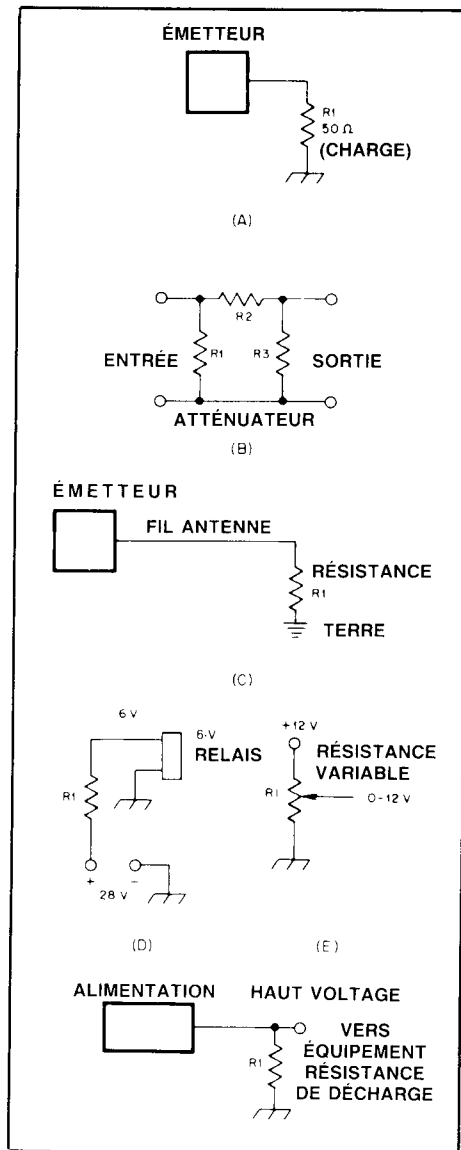 ÉMETTEUR
R1
50 Ω
(CHARGE)
(A)
R2
ENTRÉE
R1
R3
SORTIE
ATTÉNUATEUR
(B)
ÉMETTEUR
FIL ANTENNE
RÉSISTANCE
R1
TERRE
(C)
6 V
6-V
RELAIS
R1
+ -
28 V
(D)
+12 V
RÉSISTANCE
VARIABLE
R1
0-12 V
(E)
ALIMENTATION
HAUT VOLTAGE
VERS
ÉQUIPEMENT
R1
RÉSISTANCE
DE DÉCHARGE